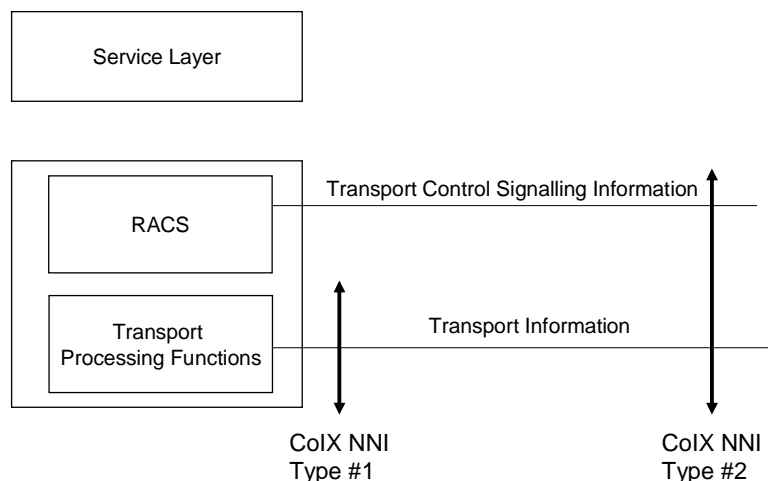 Service Layer
Transport Control Signalling Information
RACS
Transport Information
Transport
Processing Functions
CoIX NNI
Type #1
CoIX NNI
Type #2